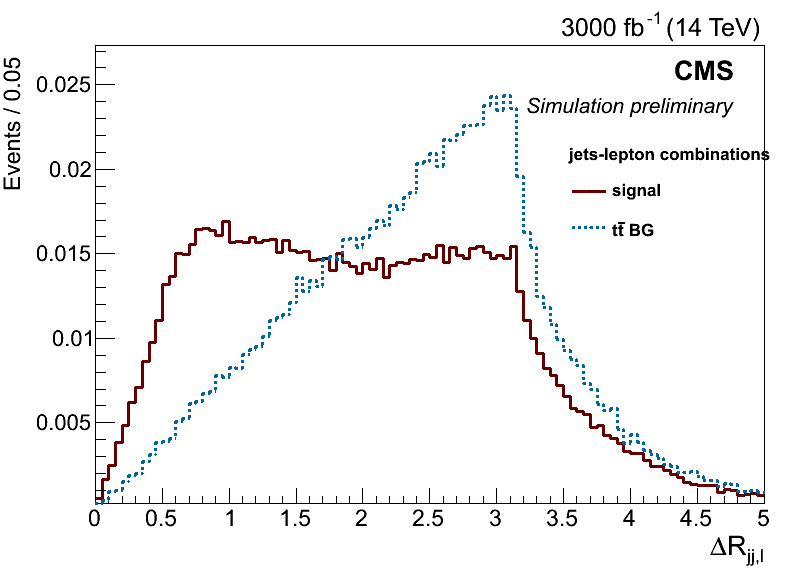 3000 fb⁻¹ (14 TeV)
Events / 0.05
CMS
Simulation preliminary
jets-lepton combinations
signal
tt̄ BG
0.025
0.02
0.015
0.01
0.005
0 0.5 1 1.5 2 2.5 3 3.5 4 4.5 5
ΔR_jj,l